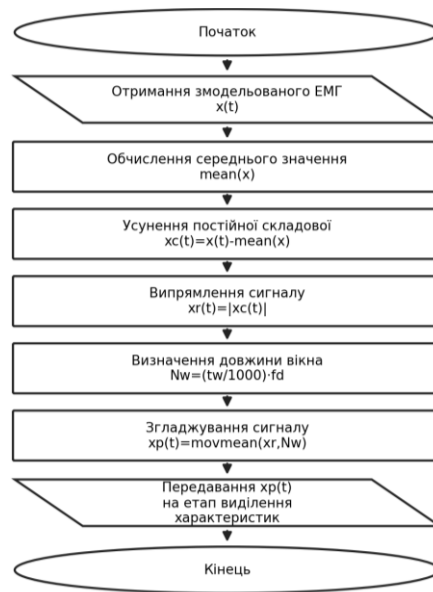 Початок
Отримання змодельованого ЕМГ
x(t)
Обчислення середнього значення
mean(x)
Усунення постійної складової
xc(t)=x(t)-mean(x)
Випрямлення сигналу
xr(t)=|xc(t)|
Визначення довжини вікна
Nw=(tw/1000)·fd
Згладжування сигналу
xp(t)=movmean(xr,Nw)
Передавання xp(t)
на етап виділення
характеристик
Кінець